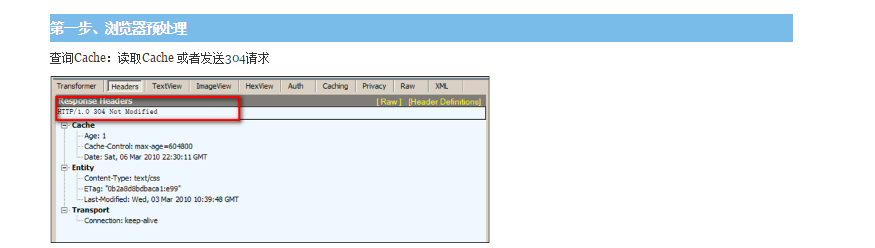 第一步、浏览器预处理
查询Cache：读取Cache 或者发送304请求
Transformer Headers TextView ImageView HexView Auth Caching Privacy Raw XML
Response Headers [ Raw ] [Header Definitions]
HTTP/1.0 304 Not Modified
Cache
Age: 1
Cache-Control: max-age=604800
Date: Sat, 06 Mar 2010 22:30:11 GMT
Entity
Content-Type: text/css
ETag: "0b2a8d8bdbaca1:e99"
Last-Modified: Wed, 03 Mar 2010 10:39:48 GMT
Transport
Connection: keep-alive